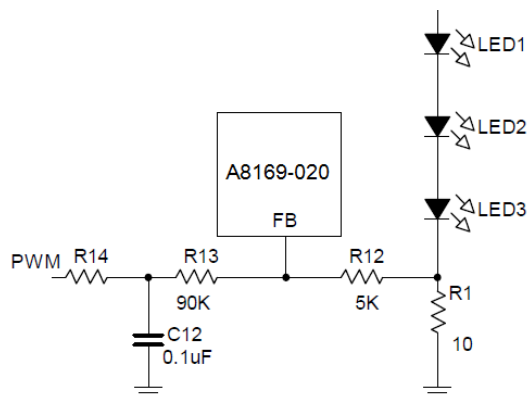 LED1
LED2
A8169-020
LED3
FB
PWM
R14
R13
R12
90K
5K
R1
C12
0.1uF
10